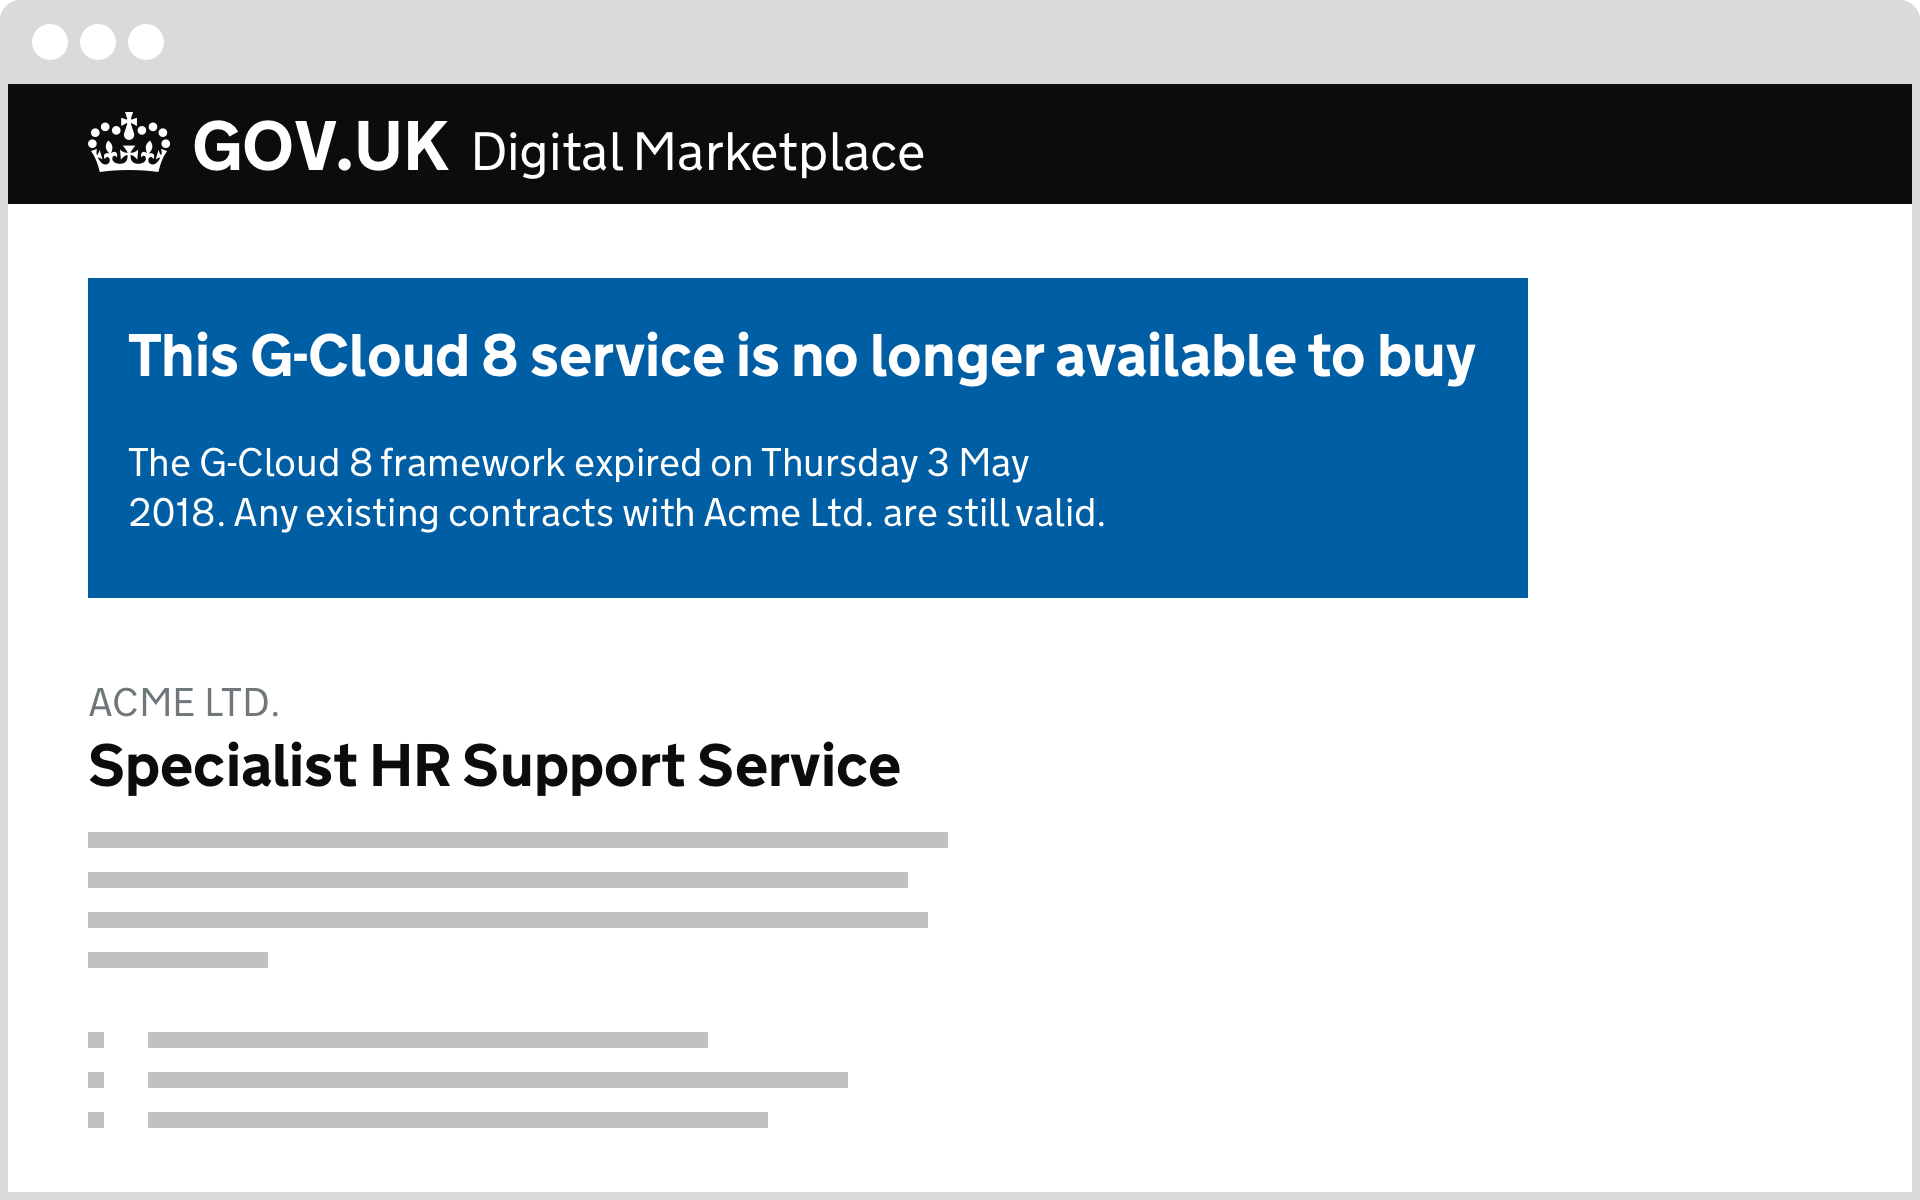 GOV.UK Digital Marketplace
This G-Cloud 8 service is no longer available to buy
The G-Cloud 8 framework expired on Thursday 3 May
2018. Any existing contracts with Acme Ltd. are still valid.
ACME LTD.
Specialist HR Support Service